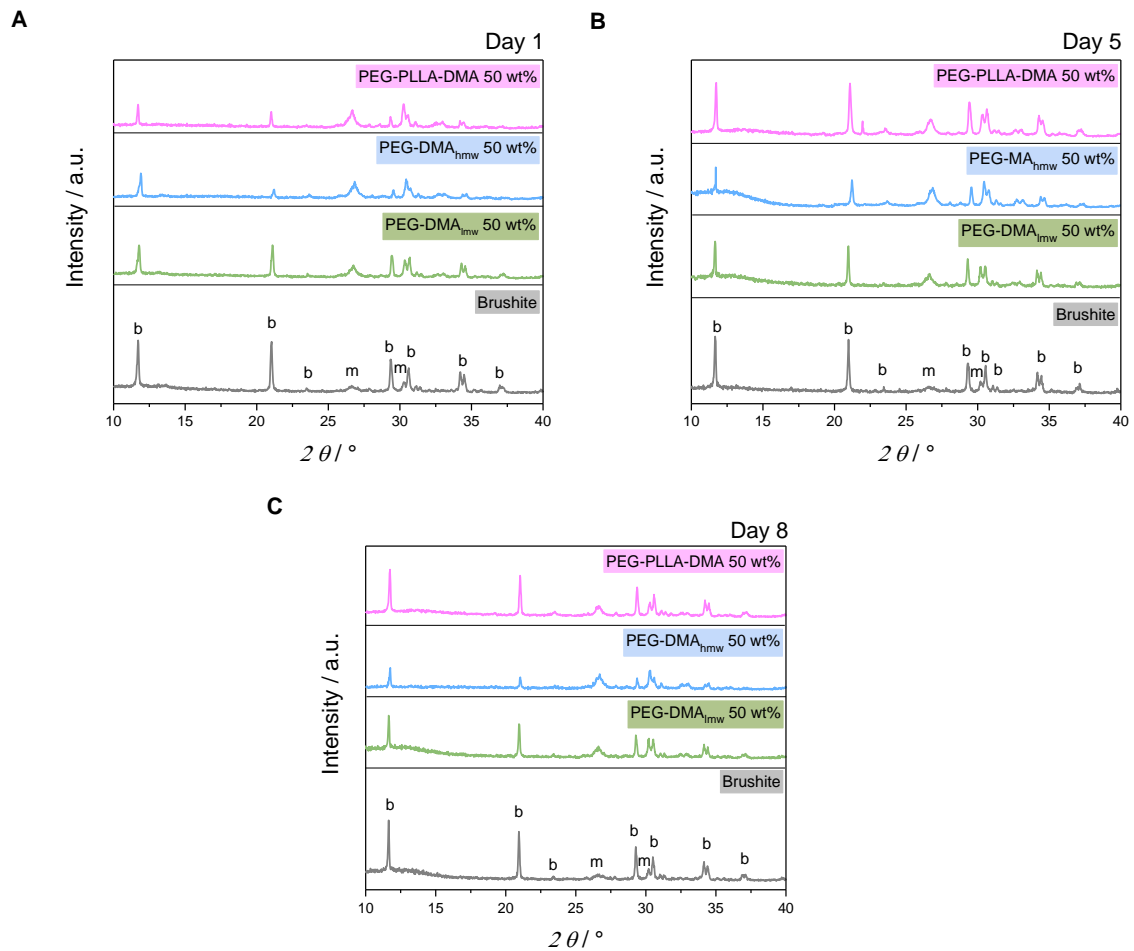 A
Day 1
PEG-PLLA-DMA 50 wt%
PEG-DMAhmw 50 wt%
PEG-DMAlmw 50 wt%
Brushite
b b b m b m b b b
10 15 20 25 30 35 40
2 θ / °
Intensity / a.u.
B
Day 5
PEG-PLLA-DMA 50 wt%
PEG-MAhmw 50 wt%
PEG-DMAlmw 50 wt%
Brushite
b b b m b m b b b b
10 15 20 25 30 35 40
2 θ / °
Intensity / a.u.
C
Day 8
PEG-PLLA-DMA 50 wt%
PEG-DMAhmw 50 wt%
PEG-DMAlmw 50 wt%
Brushite
b b b m b m b b b
10 15 20 25 30 35 40
2 θ / °
Intensity / a.u.